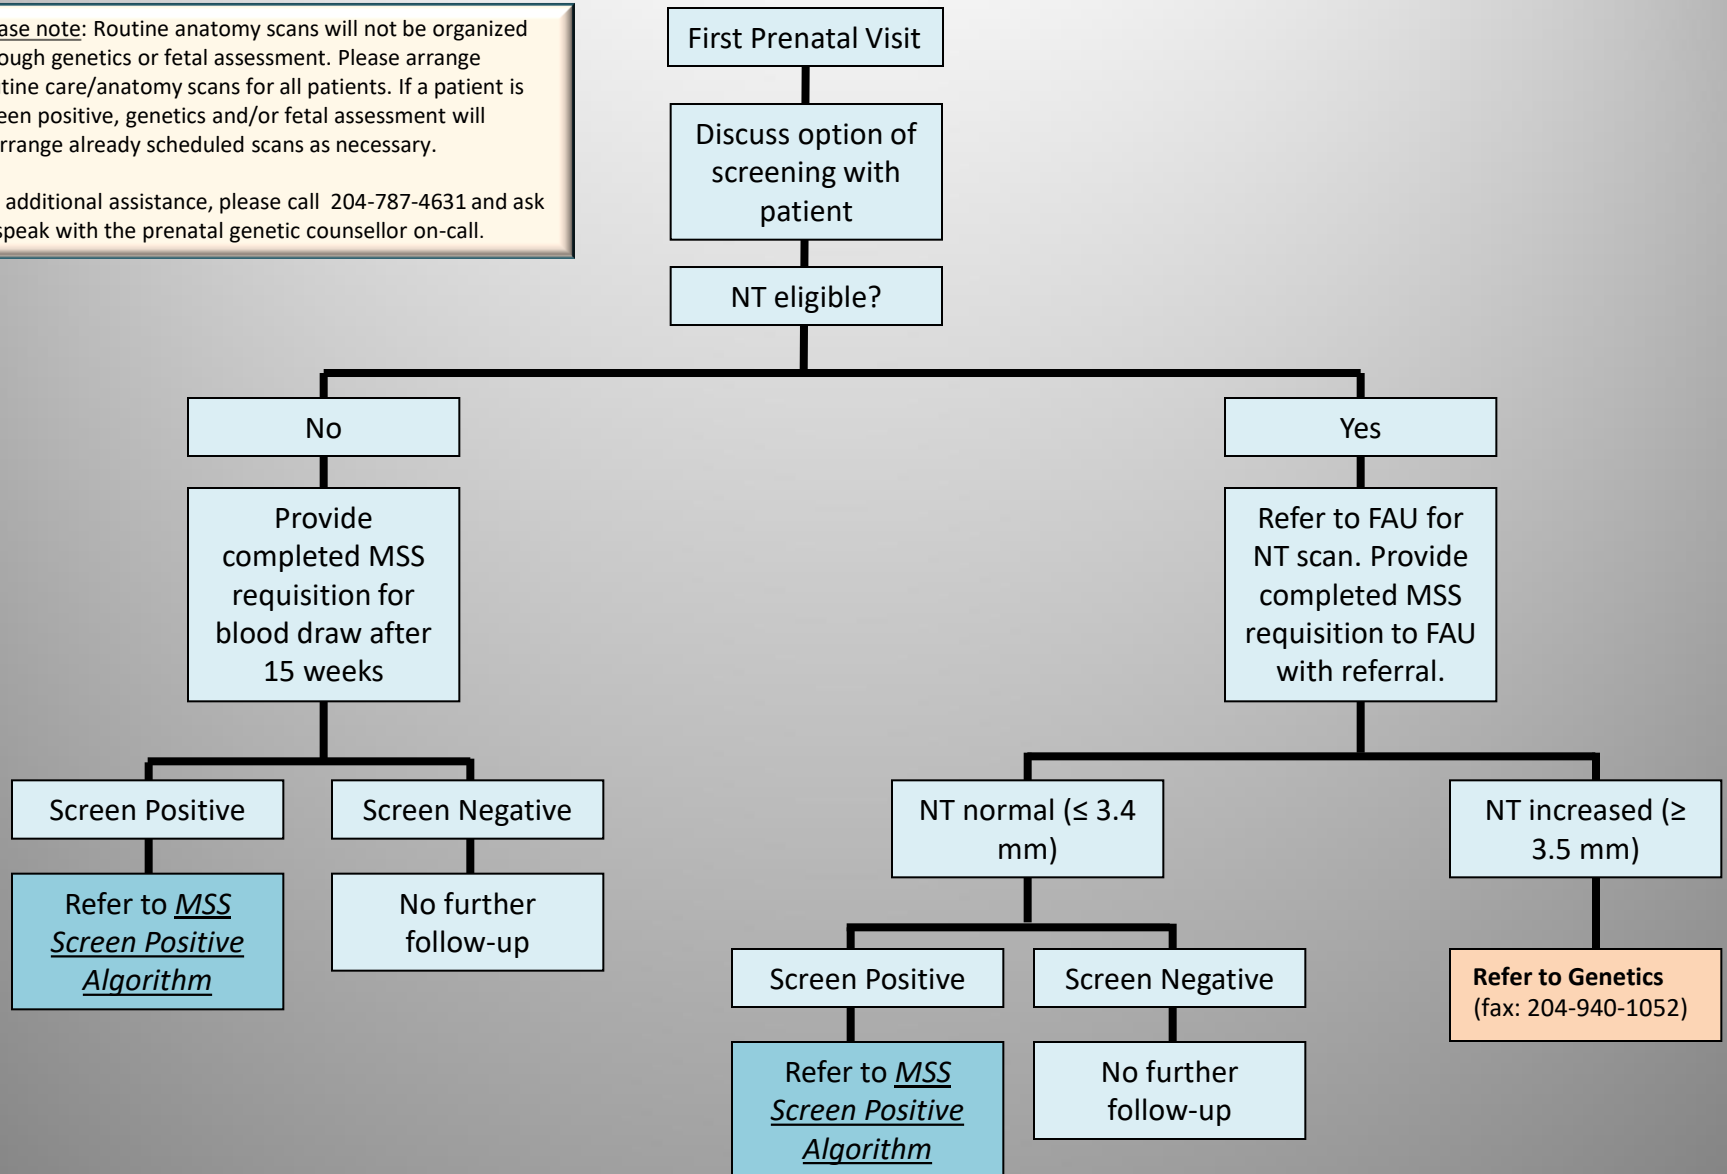 note: Routine anatomy scans will not be organized
genetics or fetal assessment. Please arrange
care/anatomy scans for all patients. If a patient is
positive, genetics and/or fetal assessment will
already scheduled scans as necessary.
additional assistance, please call 204-787-4631 and ask
speak with the prenatal genetic counsellor on-call.
First Prenatal Visit
Discuss option of
screening with
patient
NT eligible?
No
Yes
Provide
completed MSS
requisition for
blood draw after
15 weeks
Refer to FAU for
NT scan. Provide
completed MSS
requisition to FAU
with referral.
Screen Positive
Screen Negative
NT normal (≤ 3.4
mm)
NT increased (≥
3.5 mm)
Refer to MSS
Screen Positive
Algorithm
No further
follow-up
Screen Positive
Screen Negative
Refer to Genetics
(fax: 204-940-1052)
Refer to MSS
Screen Positive
Algorithm
No further
follow-up